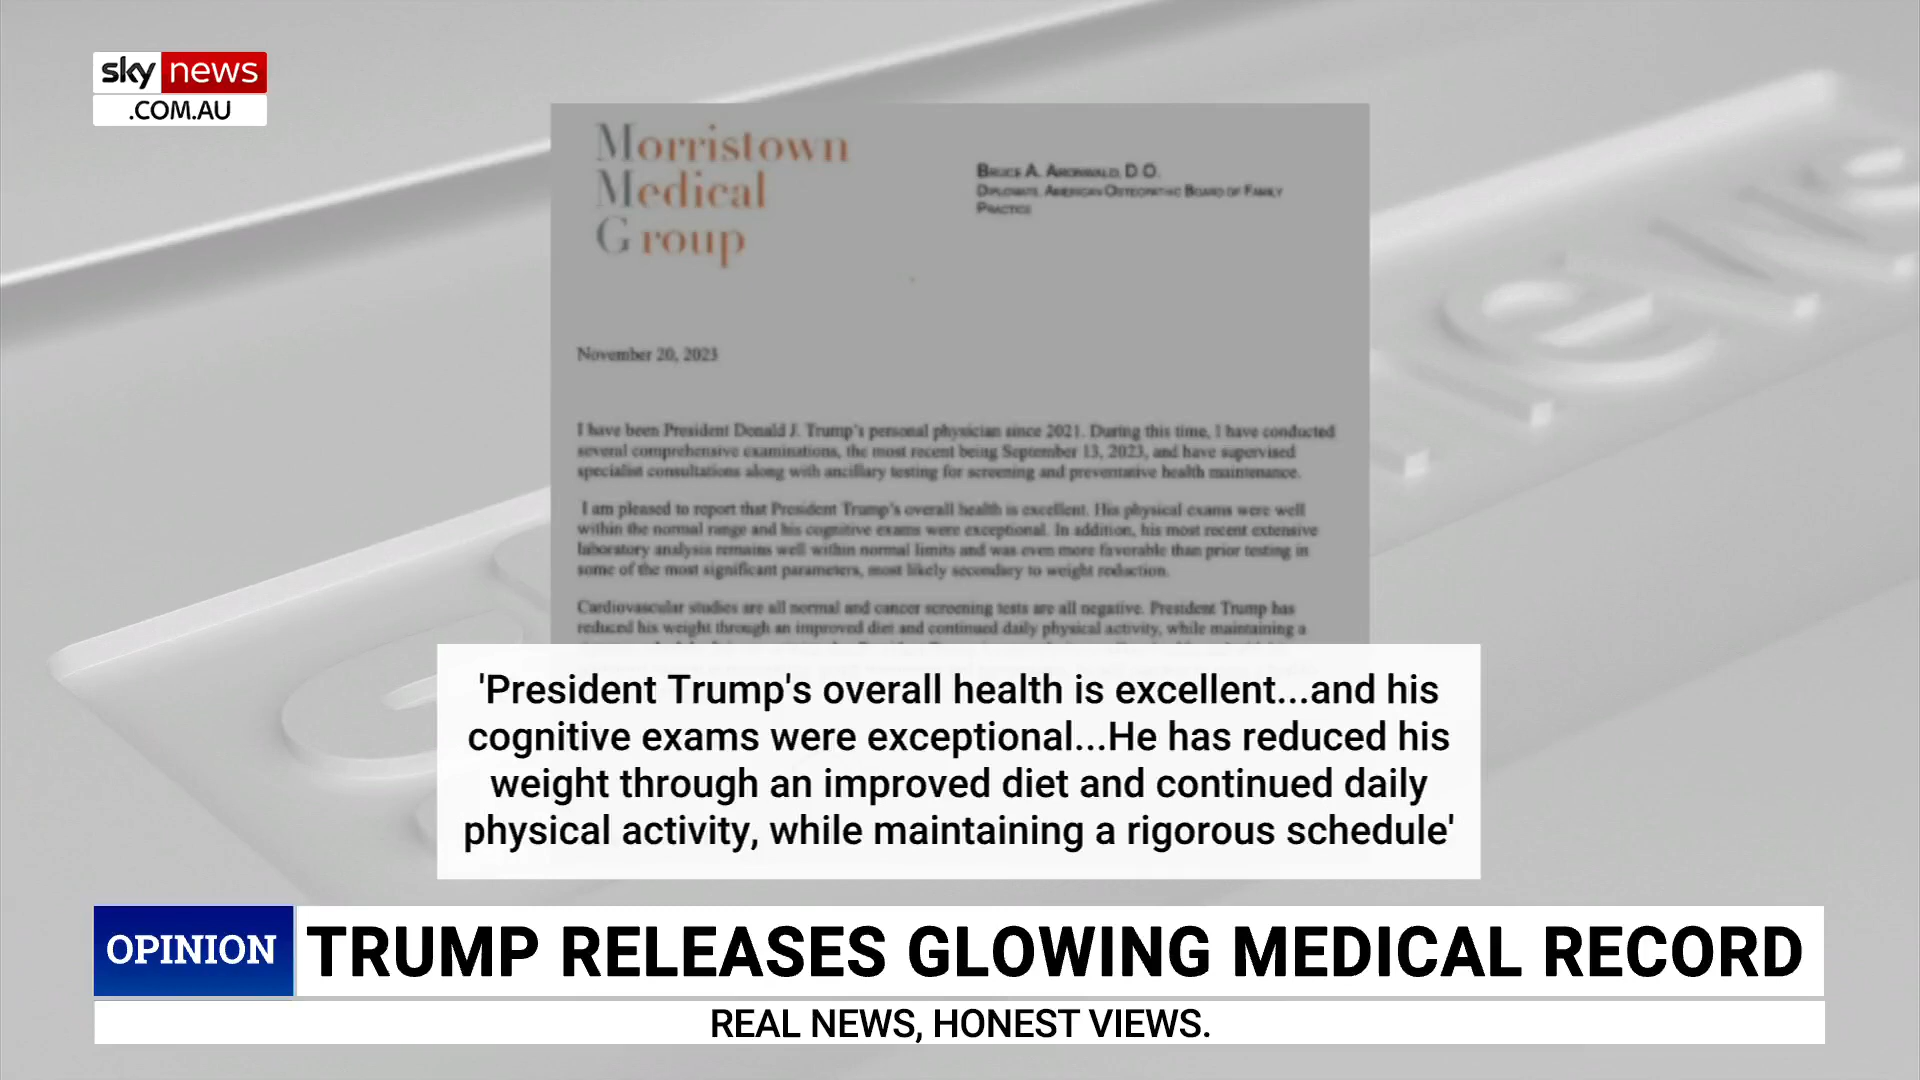 sky news
.COM.AU
Morristown
Medical
Group
BRUCE A. ARONWALD, D.O.
DIPLOMATE, AMERICAN OSTEOPATHIC BOARD OF FAMILY
PRACTICE
November 20, 2023
I have been President Donald J. Trump's personal physician since 2021. During this time, I have conducted
several comprehensive examinations, the most recent being September 13, 2023, and have supervised
specialist consultations along with ancillary testing for screening and preventative health maintenance.
I am pleased to report that President Trump's overall health is excellent. His physical exams were well
within the normal range and his cognitive exams were exceptional. In addition, his most recent extensive
laboratory analysis remains well within normal limits and was even more favorable than prior testing in
some of the most significant parameters, most likely secondary to weight reduction.
Cardiovascular studies are all normal and cancer screening tests are all negative. President Trump has
reduced his weight through an improved diet and continued daily physical activity, while maintaining a
'President Trump's overall health is excellent...and his
cognitive exams were exceptional...He has reduced his
weight through an improved diet and continued daily
physical activity, while maintaining a rigorous schedule'
OPINION TRUMP RELEASES GLOWING MEDICAL RECORD
REAL NEWS, HONEST VIEWS.